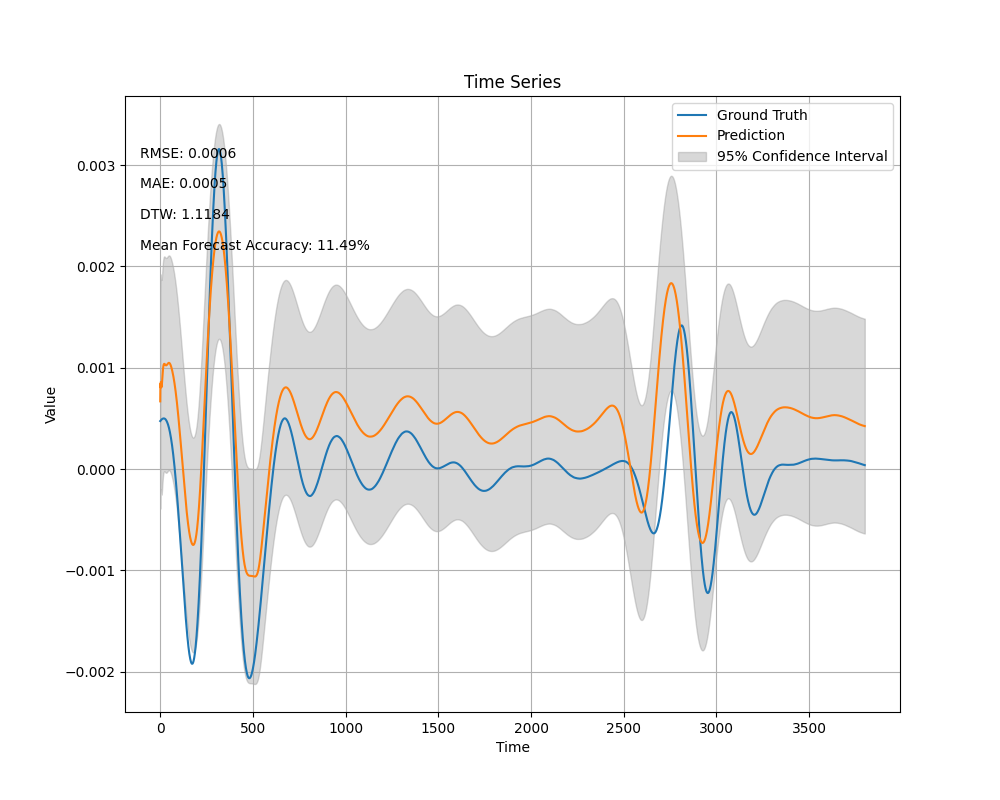 Time Series
Ground Truth
Prediction
95% Confidence Interval
RMSE: 0.0006
MAE: 0.0005
DTW: 1.1184
Mean Forecast Accuracy: 11.49%
0.003
0.002
0.001
0.000
−0.001
−0.002
Value
0 500 1000 1500 2000 2500 3000 3500
Time